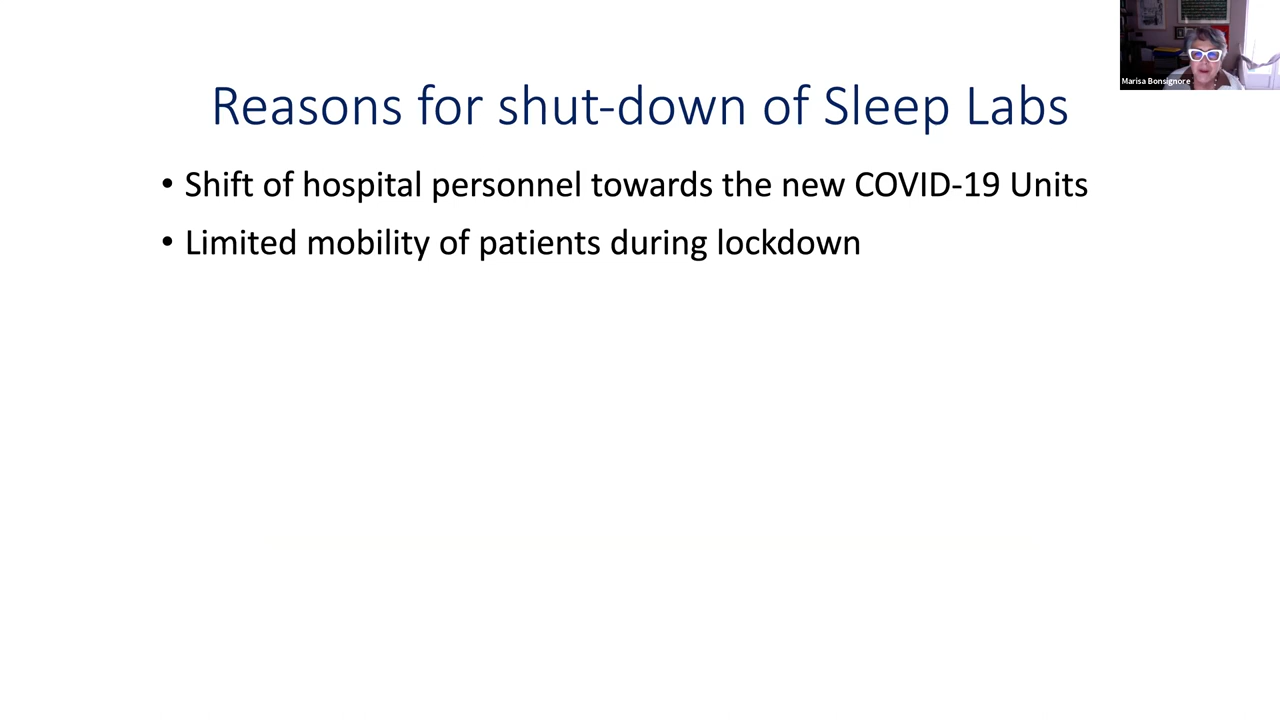 Marisa Bonsignore
Reasons for shut-down of Sleep Labs
• Shift of hospital personnel towards the new COVID-19 Units
• Limited mobility of patients during lockdown